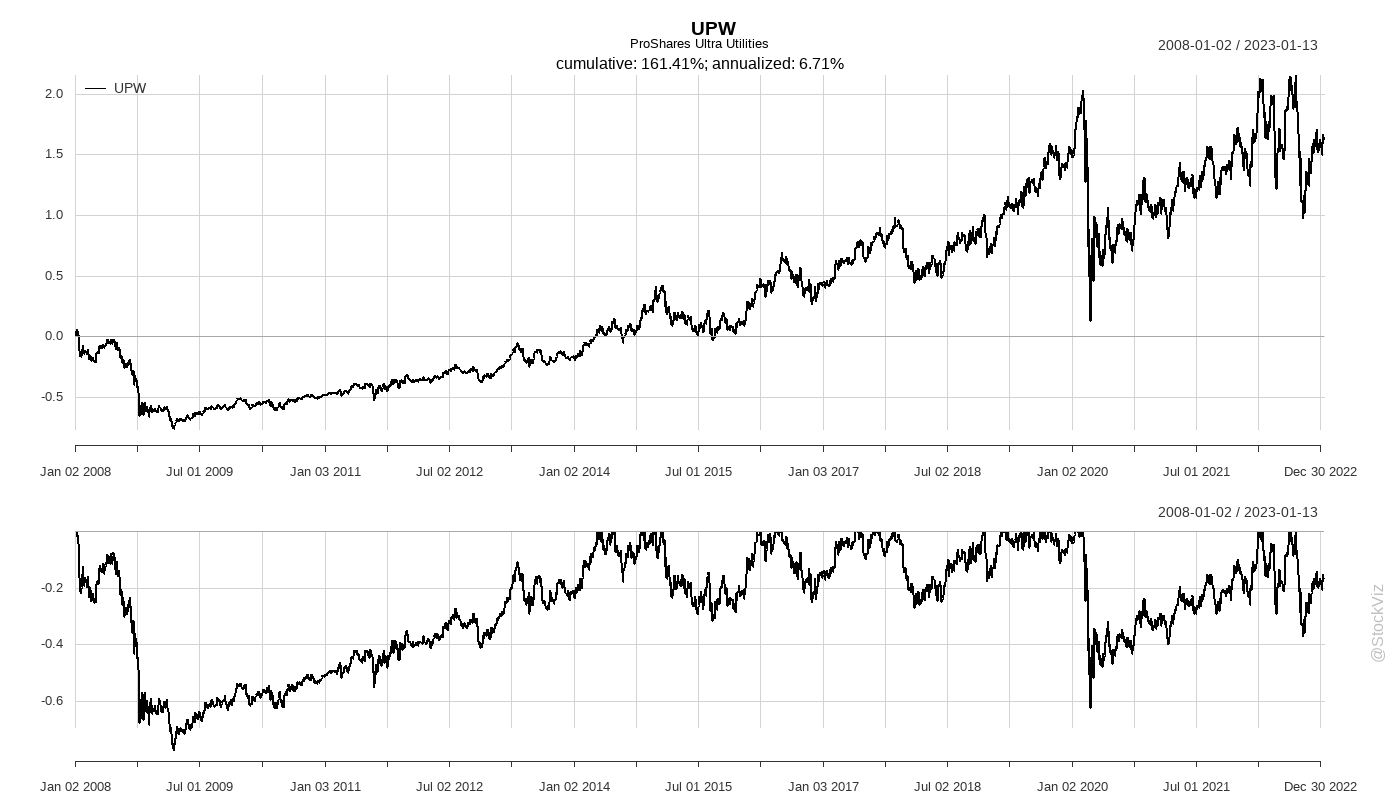 UPW
ProShares Ultra Utilities
2008-01-02 / 2023-01-13
cumulative: 161.41%; annualized: 6.71%
UPW
2.0
1.5
1.0
0.5
0.0
-0.5
Jan 02 2008 Jul 01 2009 Jan 03 2011 Jul 02 2012 Jan 02 2014 Jul 01 2015 Jan 03 2017 Jul 02 2018 Jan 02 2020 Jul 01 2021 Dec 30 2022
2008-01-02 / 2023-01-13
-0.2
-0.4
-0.6
Jan 02 2008 Jul 01 2009 Jan 03 2011 Jul 02 2012 Jan 02 2014 Jul 01 2015 Jan 03 2017 Jul 02 2018 Jan 02 2020 Jul 01 2021 Dec 30 2022
@StockViz